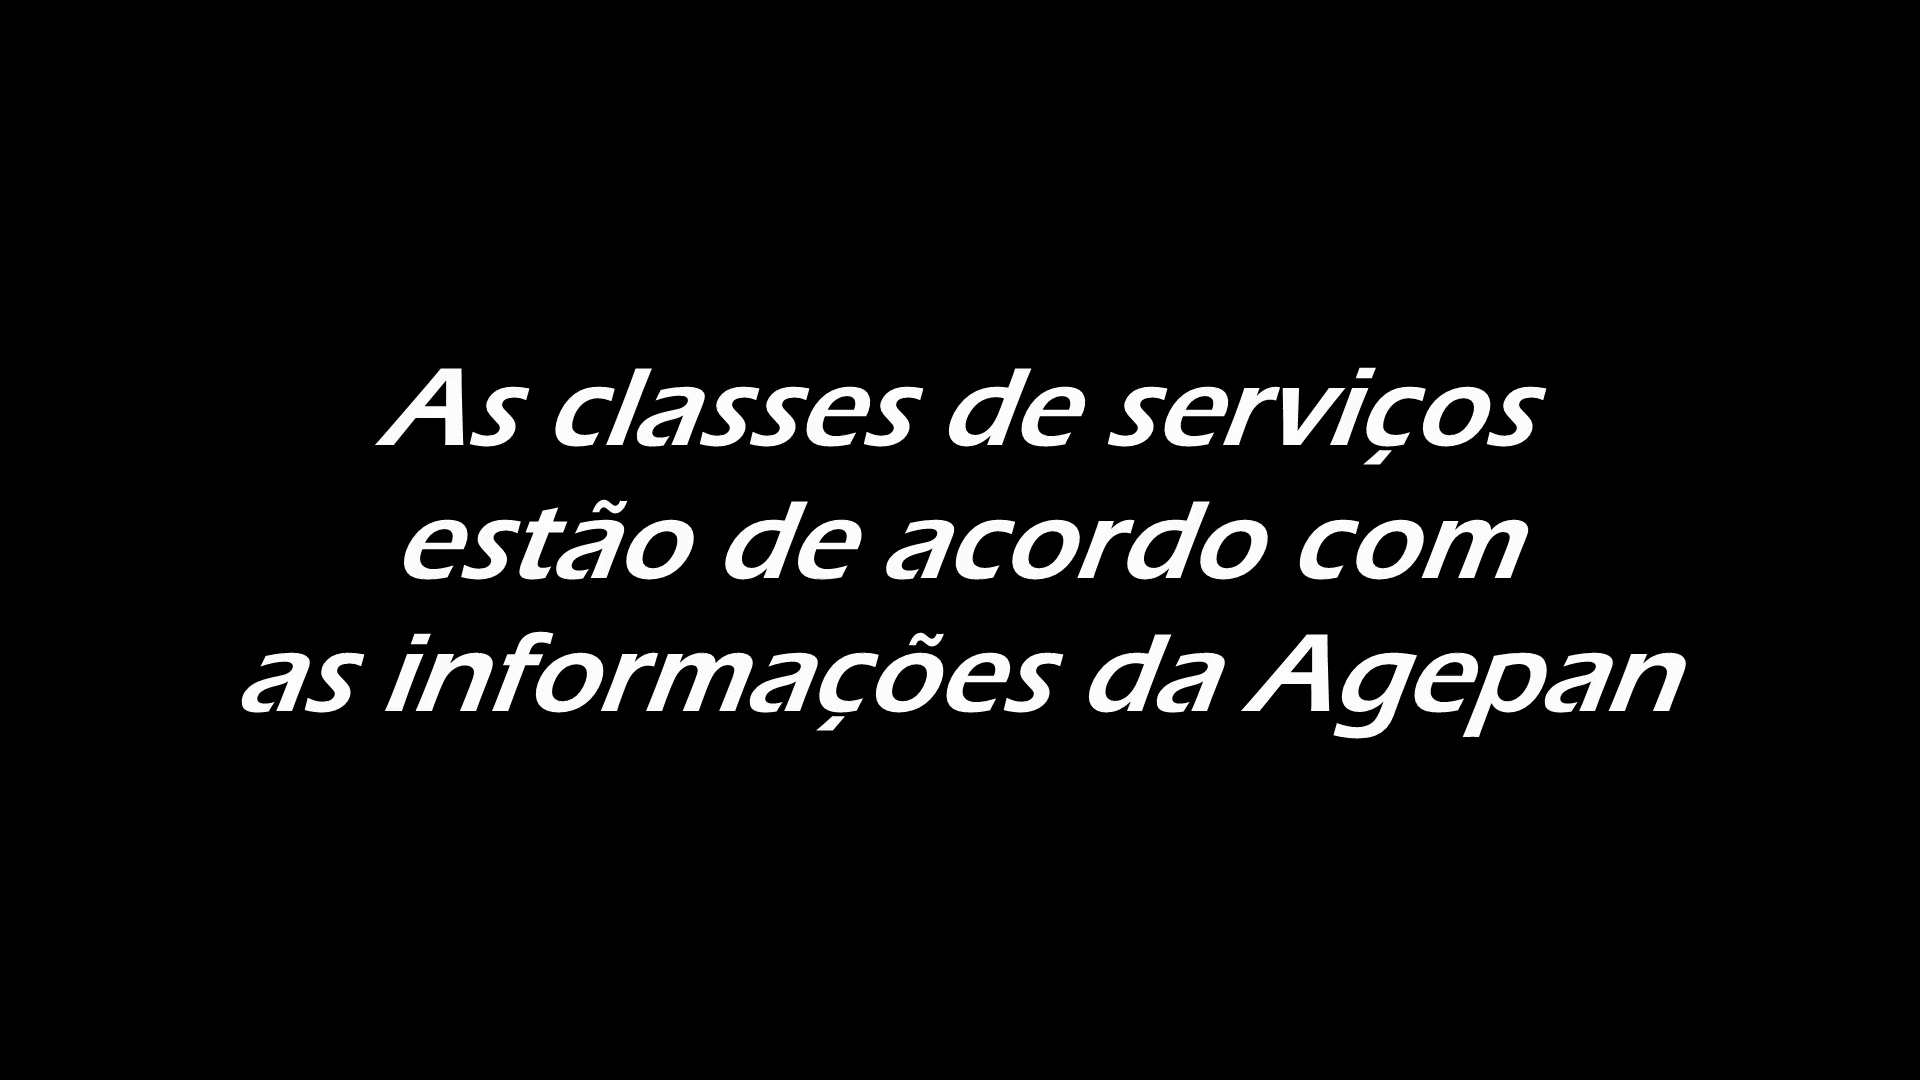 As classes de serviços
estão de acordo com
as informações da Agepan